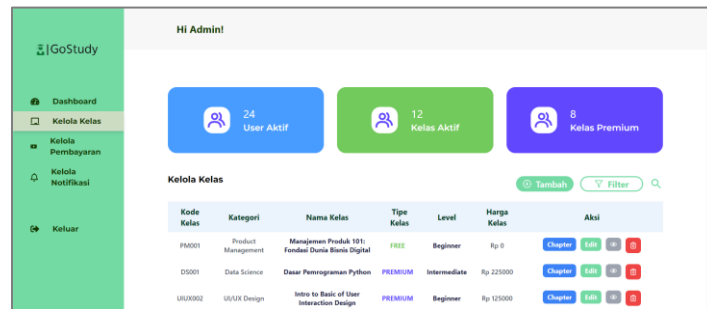 Hi Admin!
GoStudy
Dashboard
Kelola Kelas
Kelola
Pembayaran
Kelola
Notifikasi
Keluar
24
User Aktif
12
Kelas Aktif
8
Kelas Premium
Kelola Kelas
Tambah
Filter
Kode Kelas Kategori Nama Kelas Tipe Kelas Level Harga Kelas Aksi
PM001 Product Management Manajemen Produk 101: Fondasi Dunia Bisnis Digital FREE Beginner Rp 0 Chapter Edit
DS001 Data Science Dasar Pemrograman Python PREMIUM Intermediate Rp 225000 Chapter Edit
UIUX002 UI/UX Design Intro to Basic of User Interaction Design PREMIUM Beginner Rp 125000 Chapter Edit